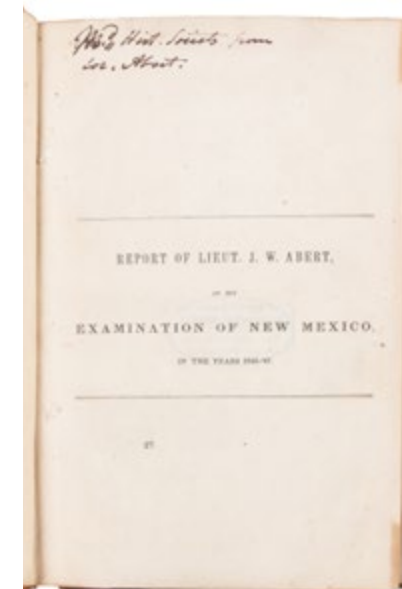 Hist. Society from
Abert.
REPORT OF LIEUT. J. W. ABERT,
OF HIS
EXAMINATION OF NEW MEXICO,
IN THE YEARS 1846-'47.
27